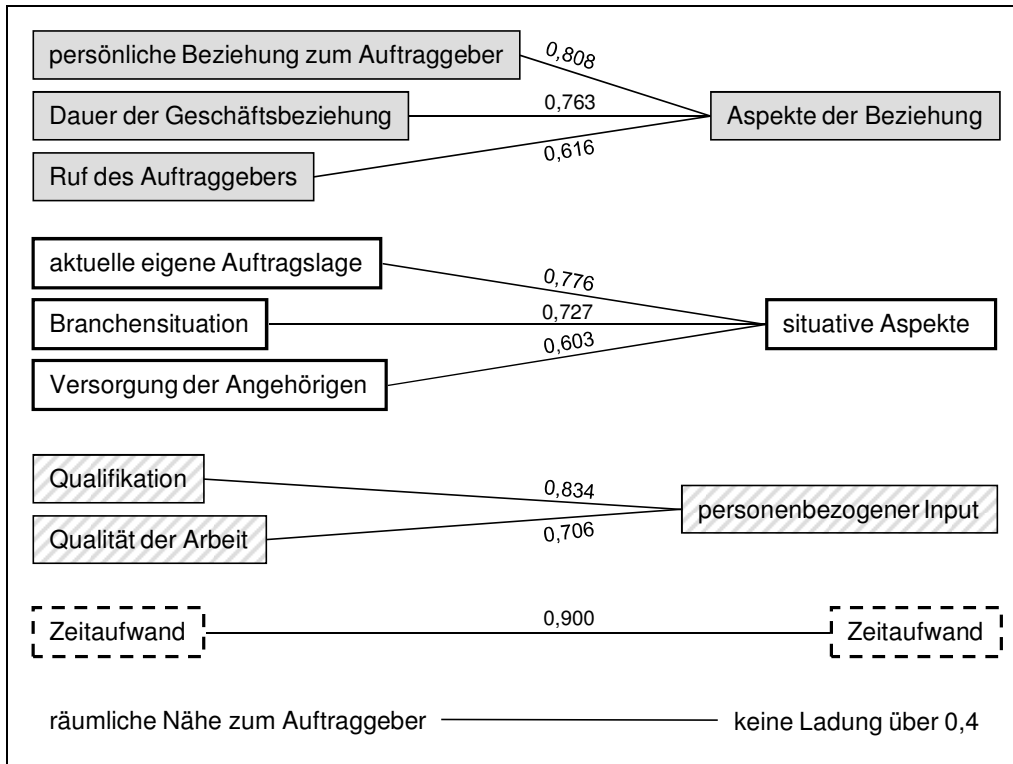 persönliche Beziehung zum Auftraggeber
0,808
Dauer der Geschäftsbeziehung
0,763
Aspekte der Beziehung
0,616
Ruf des Auftraggebers
aktuelle eigene Auftragslage
0,776
Branchensituation
0,727
situative Aspekte
0,603
Versorgung der Angehörigen
Qualifikation
0,834
personenbezogener Input
Qualität der Arbeit
0,706
Zeitaufwand
0,900
Zeitaufwand
räumliche Nähe zum Auftraggeber
keine Ladung über 0,4